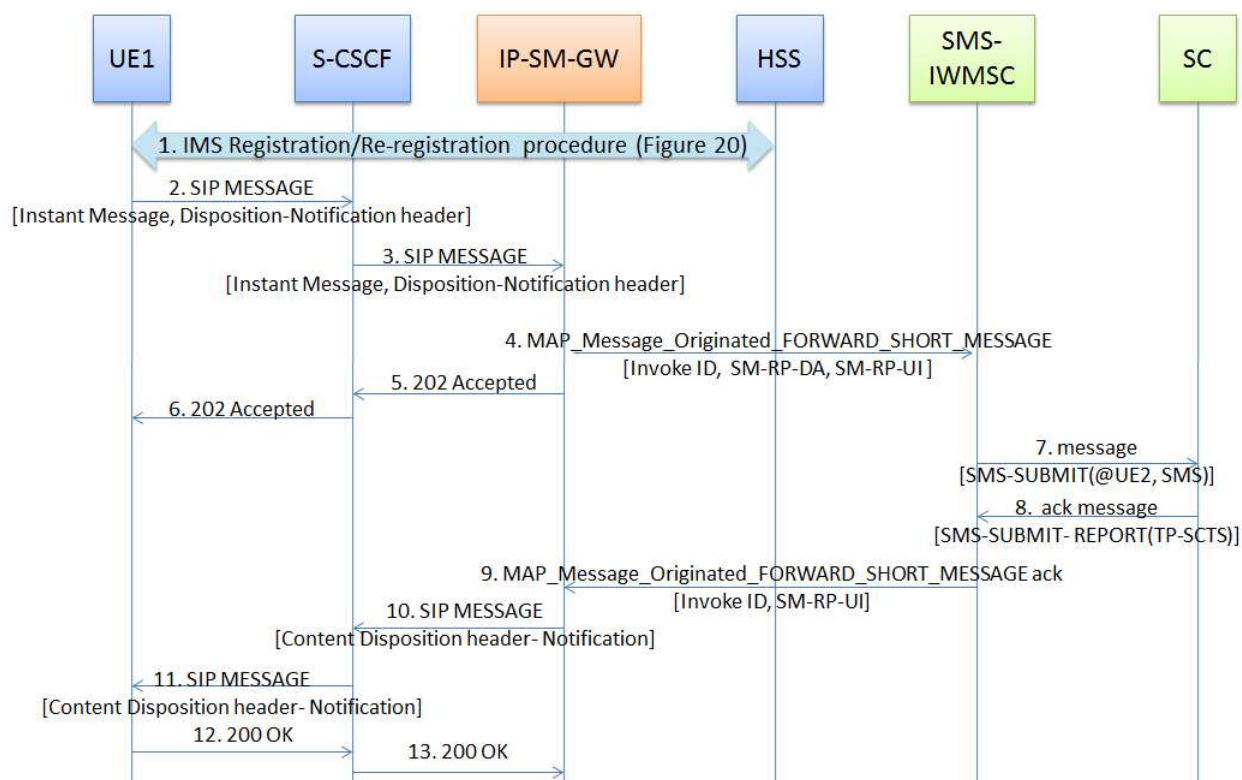 UE1
S-CSCF
IP-SM-GW
HSS
SMS-
IWMSC
SC
1. IMS Registration/Re-registration procedure (Figure 20)
2. SIP MESSAGE
[Instant Message, Disposition-Notification header]
3. SIP MESSAGE
[Instant Message, Disposition-Notification header]
4. MAP_Message_Originated_FORWARD_SHORT_MESSAGE
[Invoke ID, SM-RP-DA, SM-RP-UI]
5. 202 Accepted
6. 202 Accepted
7. message
[SMS-SUBMIT(@UE2, SMS)]
8. ack message
[SMS-SUBMIT- REPORT(TP-SCTS)]
9. MAP_Message_Originated_FORWARD_SHORT_MESSAGE ack
[Invoke ID, SM-RP-UI]
10. SIP MESSAGE
[Content Disposition header- Notification]
11. SIP MESSAGE
[Content Disposition header- Notification]
12. 200 OK
13. 200 OK